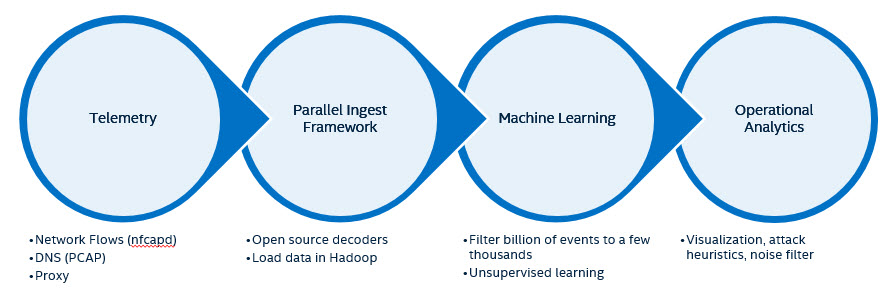 Telemetry
Parallel Ingest
Framework
Machine Learning
Operational
Analytics
•Network Flows (nfcapd)
•DNS (PCAP)
•Proxy
•Open source decoders
•Load data in Hadoop
•Filter billion of events to a few
thousands
•Unsupervised learning
•Visualization, attack
heuristics, noise filter